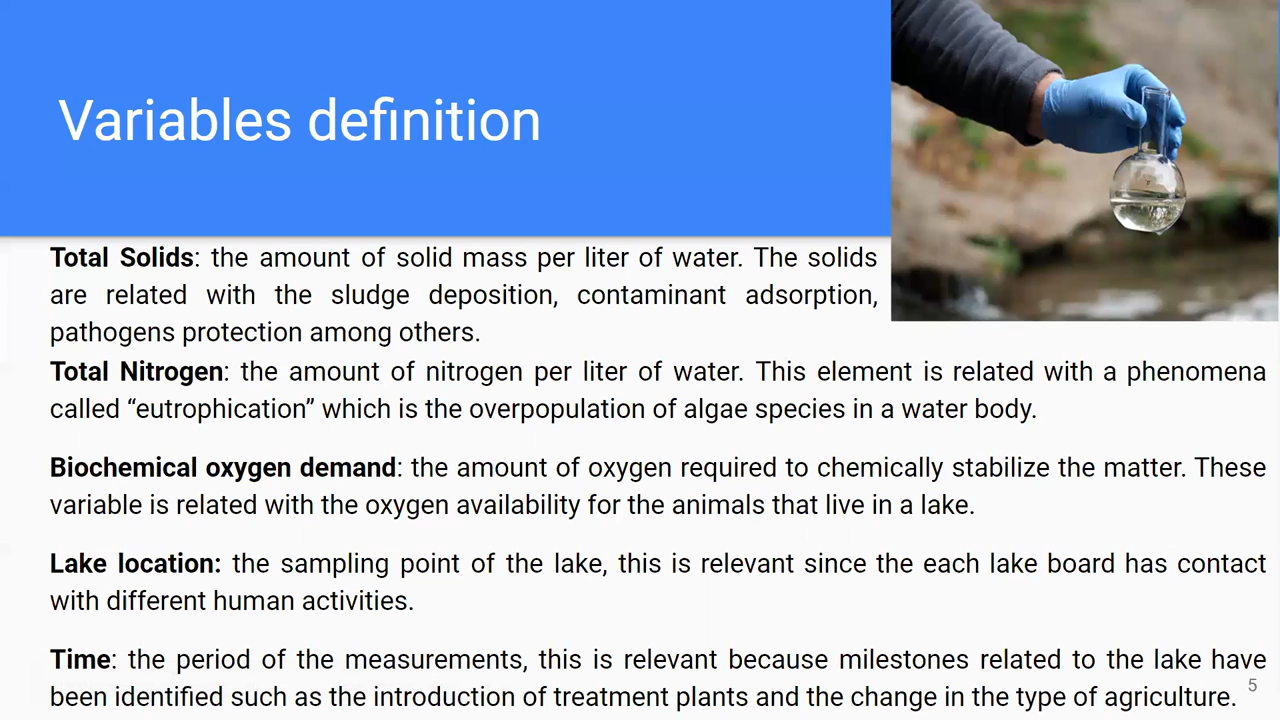 Variables definition
Total Solids: the amount of solid mass per liter of water. The solids
are related with the sludge deposition, contaminant adsorption,
pathogens protection among others.
Total Nitrogen: the amount of nitrogen per liter of water. This element is related with a phenomena
called “eutrophication” which is the overpopulation of algae species in a water body.
Biochemical oxygen demand: the amount of oxygen required to chemically stabilize the matter. These
variable is related with the oxygen availability for the animals that live in a lake.
Lake location: the sampling point of the lake, this is relevant since the each lake board has contact
with different human activities.
Time: the period of the measurements, this is relevant because milestones related to the lake have
been identified such as the introduction of treatment plants and the change in the type of agriculture.
5